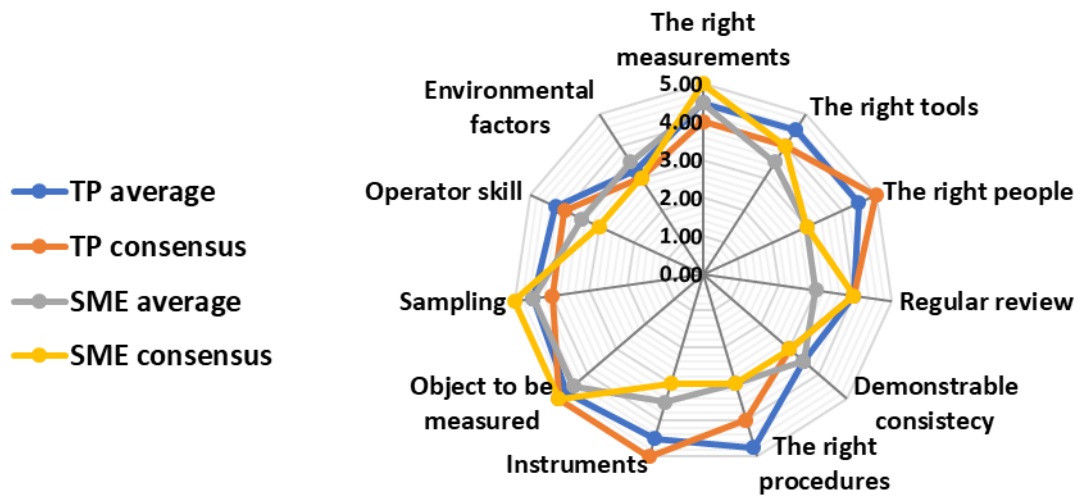 The right
measurements
5.00
4.00
3.00
2.00
1.00
0.00
The right tools
The right people
Regular review
Demonstrable
consistecy
The right
procedures
Instruments
Object to be
measured
Sampling
Operator skill
Environmental
factors
TP average
TP consensus
SME average
SME consensus